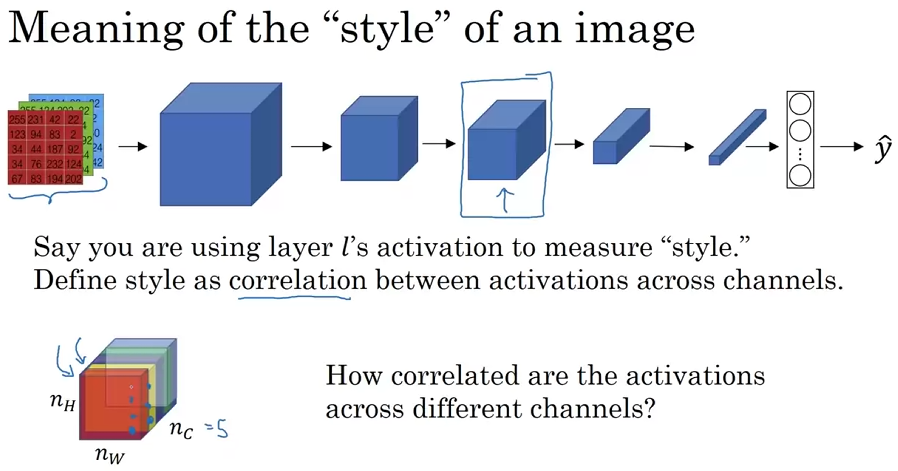 Meaning of the “style” of an image
255 231 42 22
123 94 83 2
34 44 187 92
34 76 232 124
67 83 194 202
ŷ
Say you are using layer l’s activation to measure “style.”
Define style as correlation between activations across channels.
n_H
n_W
n_C = 5
How correlated are the activations
across different channels?